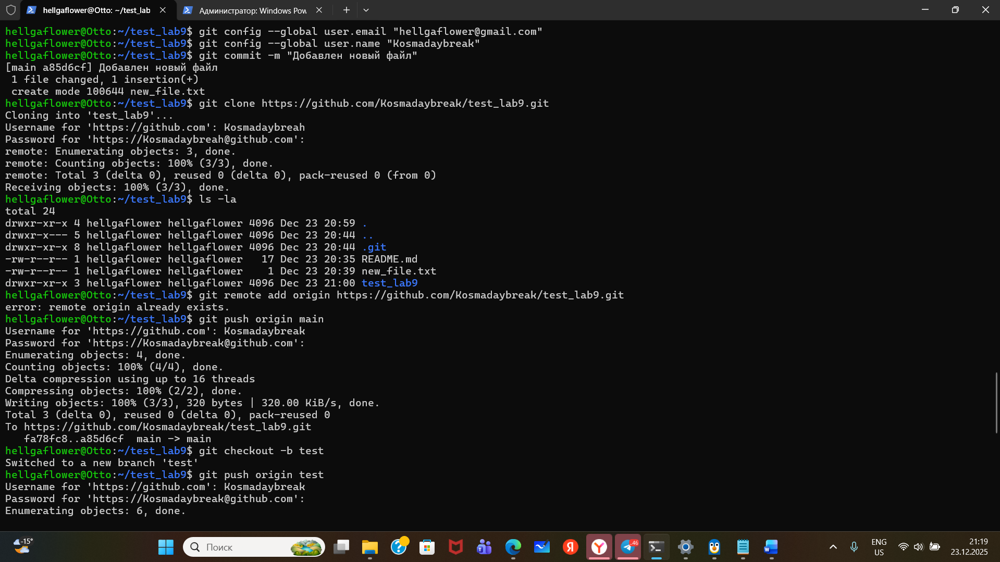 hellgaflower@Otto: ~/test_lab
Администратор: Windows Pow
hellgaflower@Otto:~/test_lab9$ git config --global user.email "hellgaflower@gmail.com"
hellgaflower@Otto:~/test_lab9$ git config --global user.name "Kosmadaybreak"
hellgaflower@Otto:~/test_lab9$ git commit -m "Добавлен новый файл"
[main a85d6cf] Добавлен новый файл
 1 file changed, 1 insertion(+)
 create mode 100644 new_file.txt
hellgaflower@Otto:~/test_lab9$ git clone https://github.com/Kosmadaybreak/test_lab9.git
Cloning into 'test_lab9'...
Username for 'https://github.com': Kosmadaybreah
Password for 'https://Kosmadaybreah@github.com':
remote: Enumerating objects: 3, done.
remote: Counting objects: 100% (3/3), done.
remote: Total 3 (delta 0), reused 0 (delta 0), pack-reused 0 (from 0)
Receiving objects: 100% (3/3), done.
hellgaflower@Otto:~/test_lab9$ ls -la
total 24
drwxr-xr-x 4 hellgaflower hellgaflower 4096 Dec 23 20:59 .
drwxr-x--- 5 hellgaflower hellgaflower 4096 Dec 23 20:44 ..
drwxr-xr-x 8 hellgaflower hellgaflower 4096 Dec 23 20:44 .git
-rw-r--r-- 1 hellgaflower hellgaflower   17 Dec 23 20:35 README.md
-rw-r--r-- 1 hellgaflower hellgaflower    1 Dec 23 20:39 new_file.txt
drwxr-xr-x 3 hellgaflower hellgaflower 4096 Dec 23 21:00 test_lab9
hellgaflower@Otto:~/test_lab9$ git remote add origin https://github.com/Kosmadaybreak/test_lab9.git
error: remote origin already exists.
hellgaflower@Otto:~/test_lab9$ git push origin main
Username for 'https://github.com': Kosmadaybreak
Password for 'https://Kosmadaybreak@github.com':
Enumerating objects: 4, done.
Counting objects: 100% (4/4), done.
Delta compression using up to 16 threads
Compressing objects: 100% (2/2), done.
Writing objects: 100% (3/3), 320 bytes | 320.00 KiB/s, done.
Total 3 (delta 0), reused 0 (delta 0), pack-reused 0
To https://github.com/Kosmadaybreak/test_lab9.git
   fa78fc8..a85d6cf  main -> main
hellgaflower@Otto:~/test_lab9$ git checkout -b test
Switched to a new branch 'test'
hellgaflower@Otto:~/test_lab9$ git push origin test
Username for 'https://github.com': Kosmadaybreak
Password for 'https://Kosmadaybreak@github.com':
Enumerating objects: 6, done.
-15°
Поиск
..46
ENG
US
21:19
23.12.2025